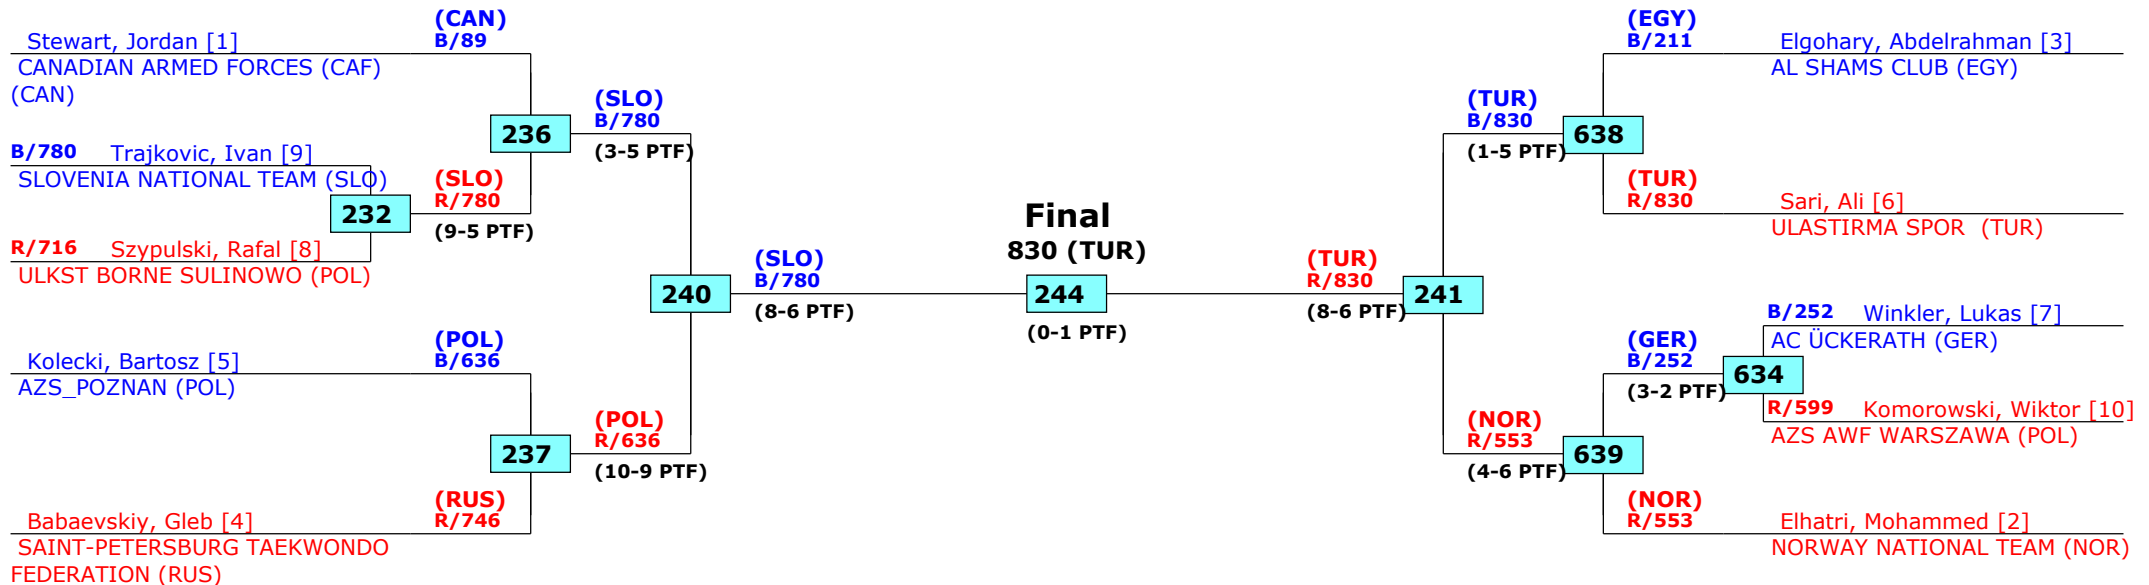 (CAN)
B/89
Stewart, Jordan [1]
CANADIAN ARMED FORCES (CAF)
(CAN)
236
(SLO)
B/780
(3-5 PTF)
B/780 Trajkovic, Ivan [9]
SLOVENIA NATIONAL TEAM (SLO)
232
(SLO)
R/780
(9-5 PTF)
R/716 Szypulski, Rafal [8]
ULKST BORNE SULINOWO (POL)
240
(SLO)
B/780
(8-6 PTF)
(POL)
B/636
Kolecki, Bartosz [5]
AZS_POZNAN (POL)
237
(POL)
R/636
(10-9 PTF)
(RUS)
R/746
Babaevskiy, Gleb [4]
SAINT-PETERSBURG TAEKWONDO
FEDERATION (RUS)
Final
830 (TUR)
244
(0-1 PTF)
(EGY)
B/211
Elgohary, Abdelrahman [3]
AL SHAMS CLUB (EGY)
(TUR)
B/830
(1-5 PTF)
638
(TUR)
R/830
Sari, Ali [6]
ULASTIRMA SPOR (TUR)
(TUR)
R/830
(8-6 PTF)
241
B/252 Winkler, Lukas [7]
AC ÜCKERATH (GER)
(GER)
B/252
(3-2 PTF)
634
R/599 Komorowski, Wiktor [10]
AZS AWF WARSZAWA (POL)
(NOR)
R/553
(4-6 PTF)
639
(NOR)
R/553
Elhatri, Mohammed [2]
NORWAY NATIONAL TEAM (NOR)